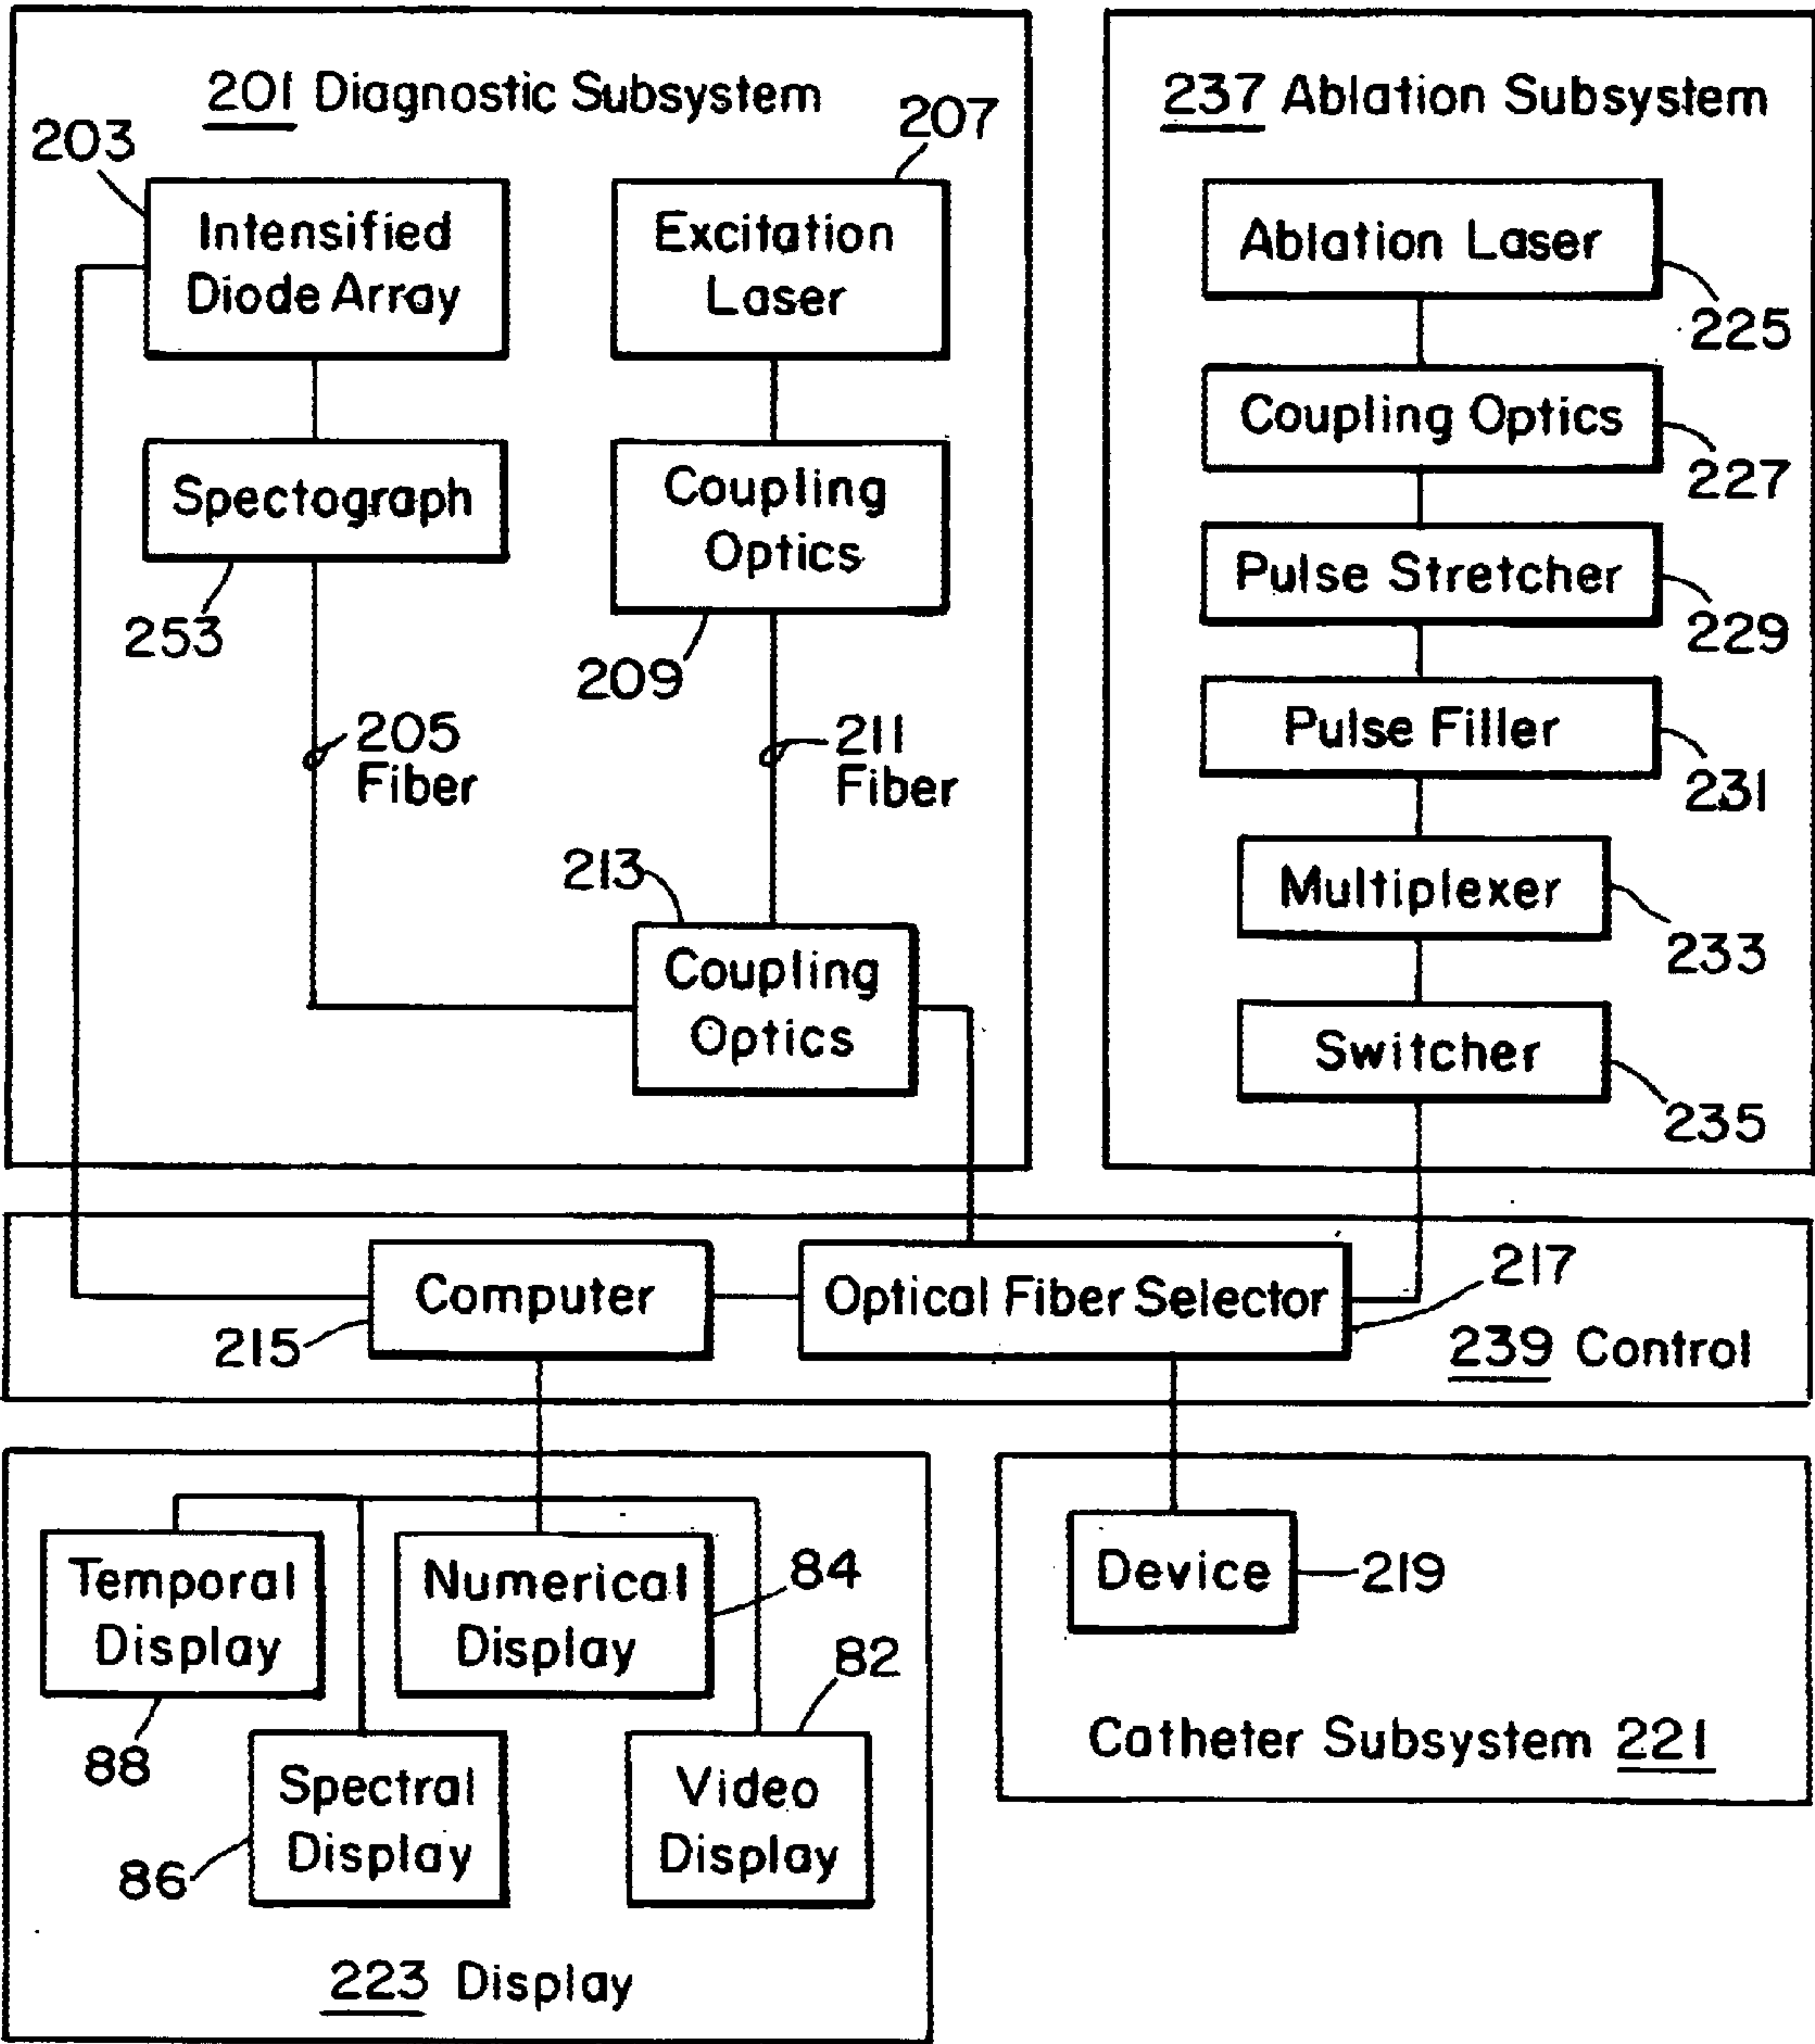 201 Diagnostic Subsystem
203
207
Intensified
Diode Array
Excitation
Laser
Spectograph
253
Coupling
Optics
209
205
Fiber
211
Fiber
213
Coupling
Optics
237 Ablation Subsystem
Ablation Laser
225
Coupling Optics
227
Pulse Stretcher
229
Pulse Filler
231
Multiplexer
233
Switcher
235
Computer
215
Optical Fiber Selector
217
239 Control
Temporal
Display
88
Numerical
Display
84
Spectral
Display
86
Video
Display
82
223 Display
Device
219
Catheter Subsystem 221